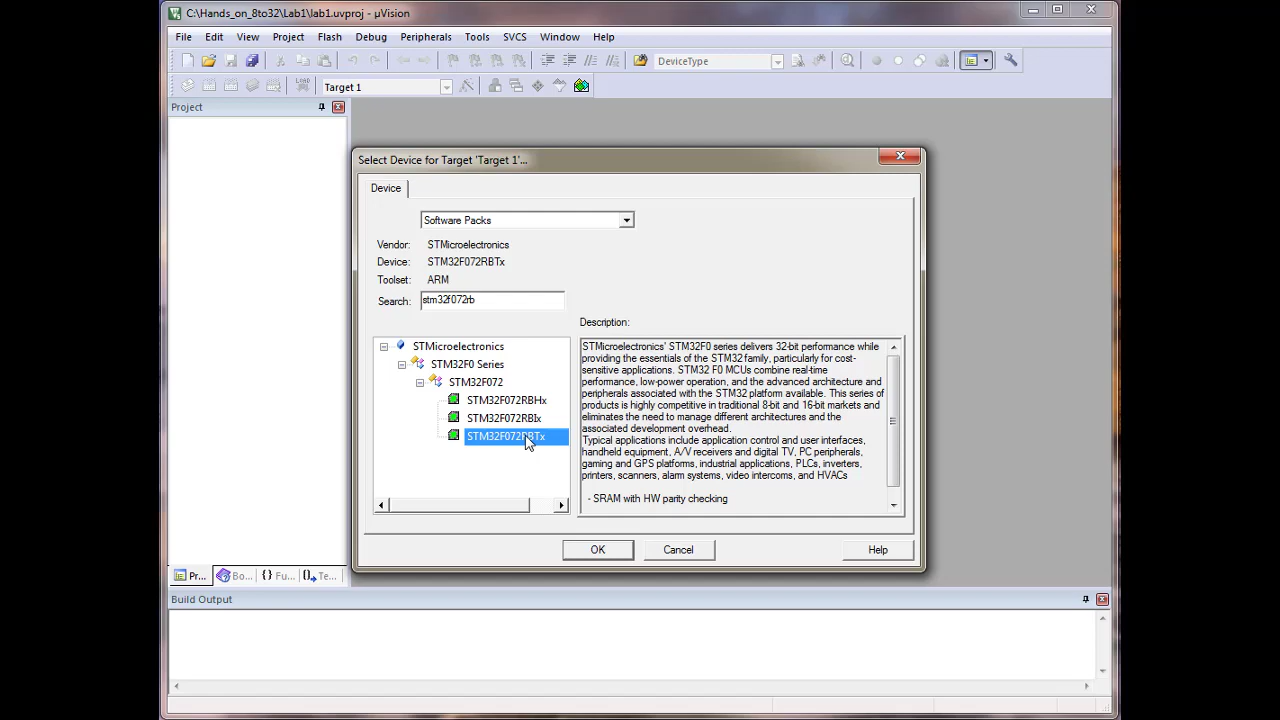 C:\Hands_on_8to32\Lab1\lab1.uvproj - µVision
File Edit View Project Flash Debug Peripherals Tools SVCS Window Help
DeviceType
LOAD
Target 1
Project
Select Device for Target 'Target 1'...
Device
Software Packs
Vendor: STMicroelectronics
Device: STM32F072RBTx
Toolset: ARM
Search: stm32f072rb
Description:
STMicroelectronics
STM32F0 Series
STM32F072
STM32F072RBHx
STM32F072RBIx
STM32F072RBTx
STMicroelectronics' STM32F0 series delivers 32-bit performance while
providing the essentials of the STM32 family, particularly for cost-
sensitive applications. STM32 F0 MCUs combine real-time
performance, low-power operation, and the advanced architecture and
peripherals associated with the STM32 platform available. This series of
products is highly competitive in traditional 8-bit and 16-bit markets and
eliminates the need to manage different architectures and the
associated development overhead.
Typical applications include application control and user interfaces,
handheld equipment, A/V receivers and digital TV, PC peripherals,
gaming and GPS platforms, industrial applications, PLCs, inverters,
printers, scanners, alarm systems, video intercoms, and HVACs
- SRAM with HW parity checking
OK Cancel Help
Pr... Bo... {} Fu... Te...
Build Output